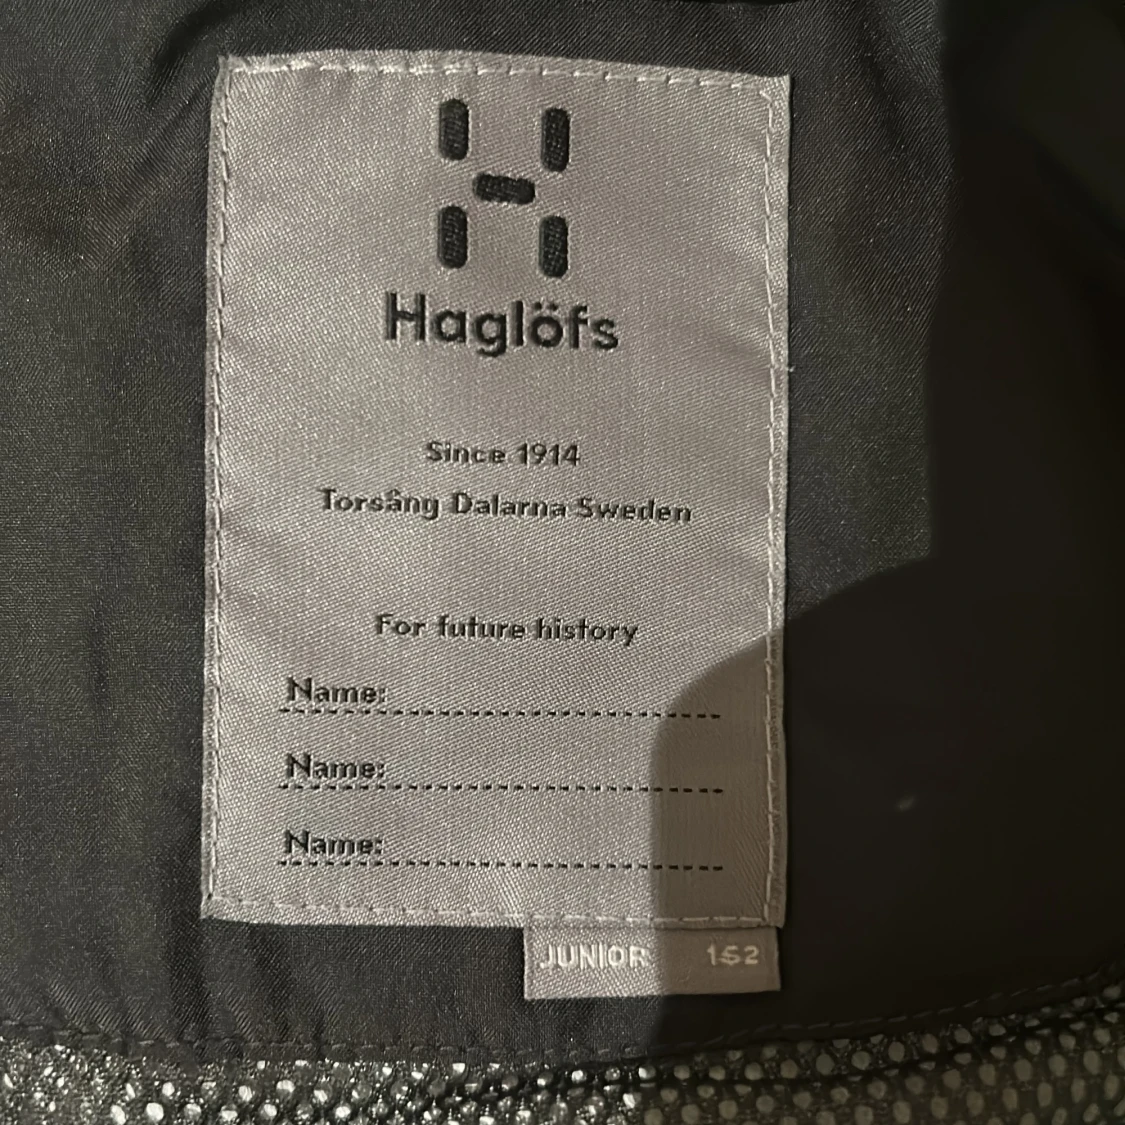 Haglöfs
Since 1914
Torsång Dalarna Sweden
For future history
Name:
Name:
Name:
JUNIOR 152